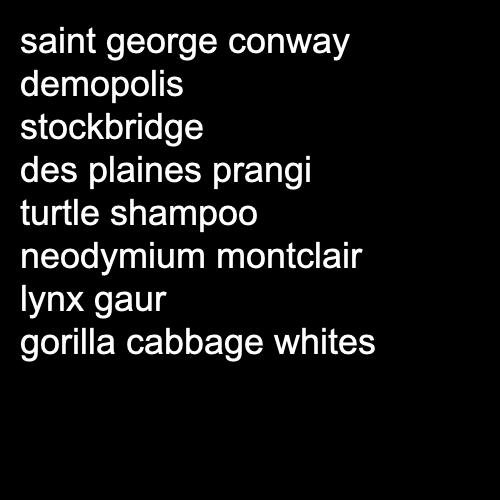 saint george conway
demopolis
stockbridge
des plaines prangi
turtle shampoo
neodymium montclair
lynx gaur
gorilla cabbage whites